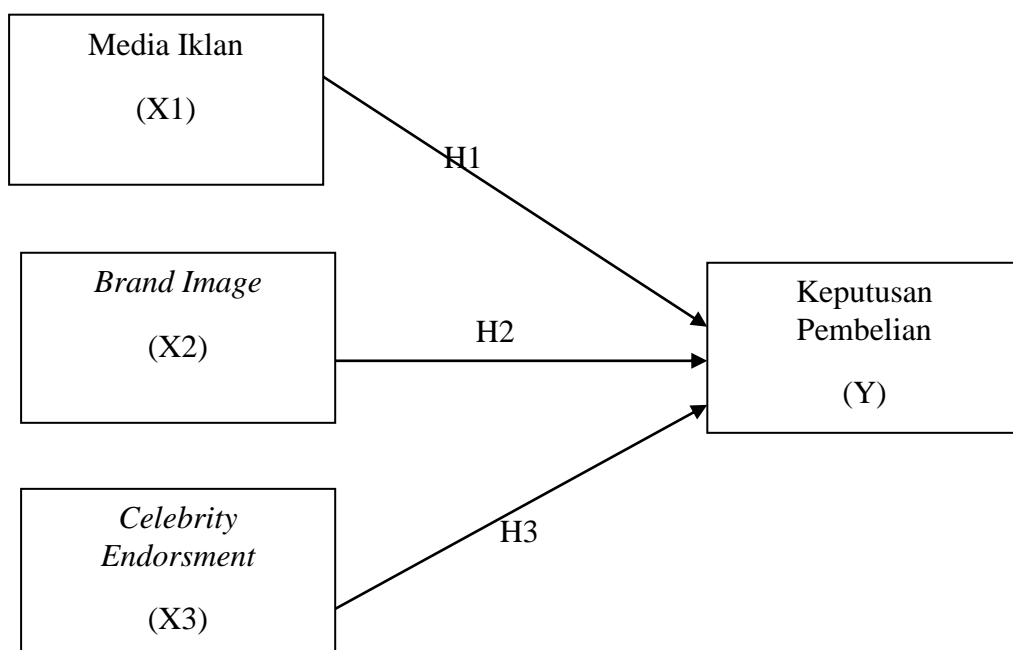 Media Iklan
(X1)
H1
Brand Image
(X2)
H2
Keputusan
Pembelian
(Y)
Celebrity
Endorsment
(X3)
H3